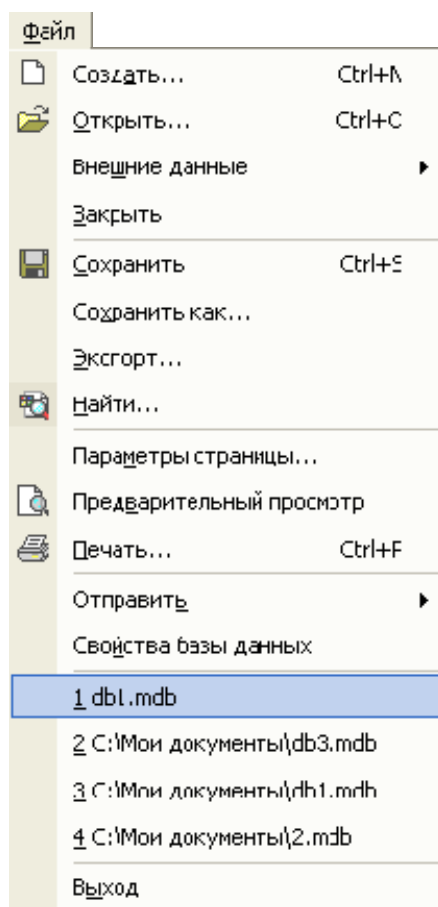 Файл
Создать... Ctrl+N
Открыть... Ctrl+O
Внешние данные
Закрыть
Сохранить Ctrl+S
Сохранить как...
Экспорт...
Найти...
Параметры страницы...
Предварительный просмотр
Печать... Ctrl+P
Отправить
Свойства базы данных
1 db1.mdb
2 C:\Мои документы\db3.mdb
3 C:\Мои документы\db1.mdb
4 C:\Мои документы\2.mdb
Выход